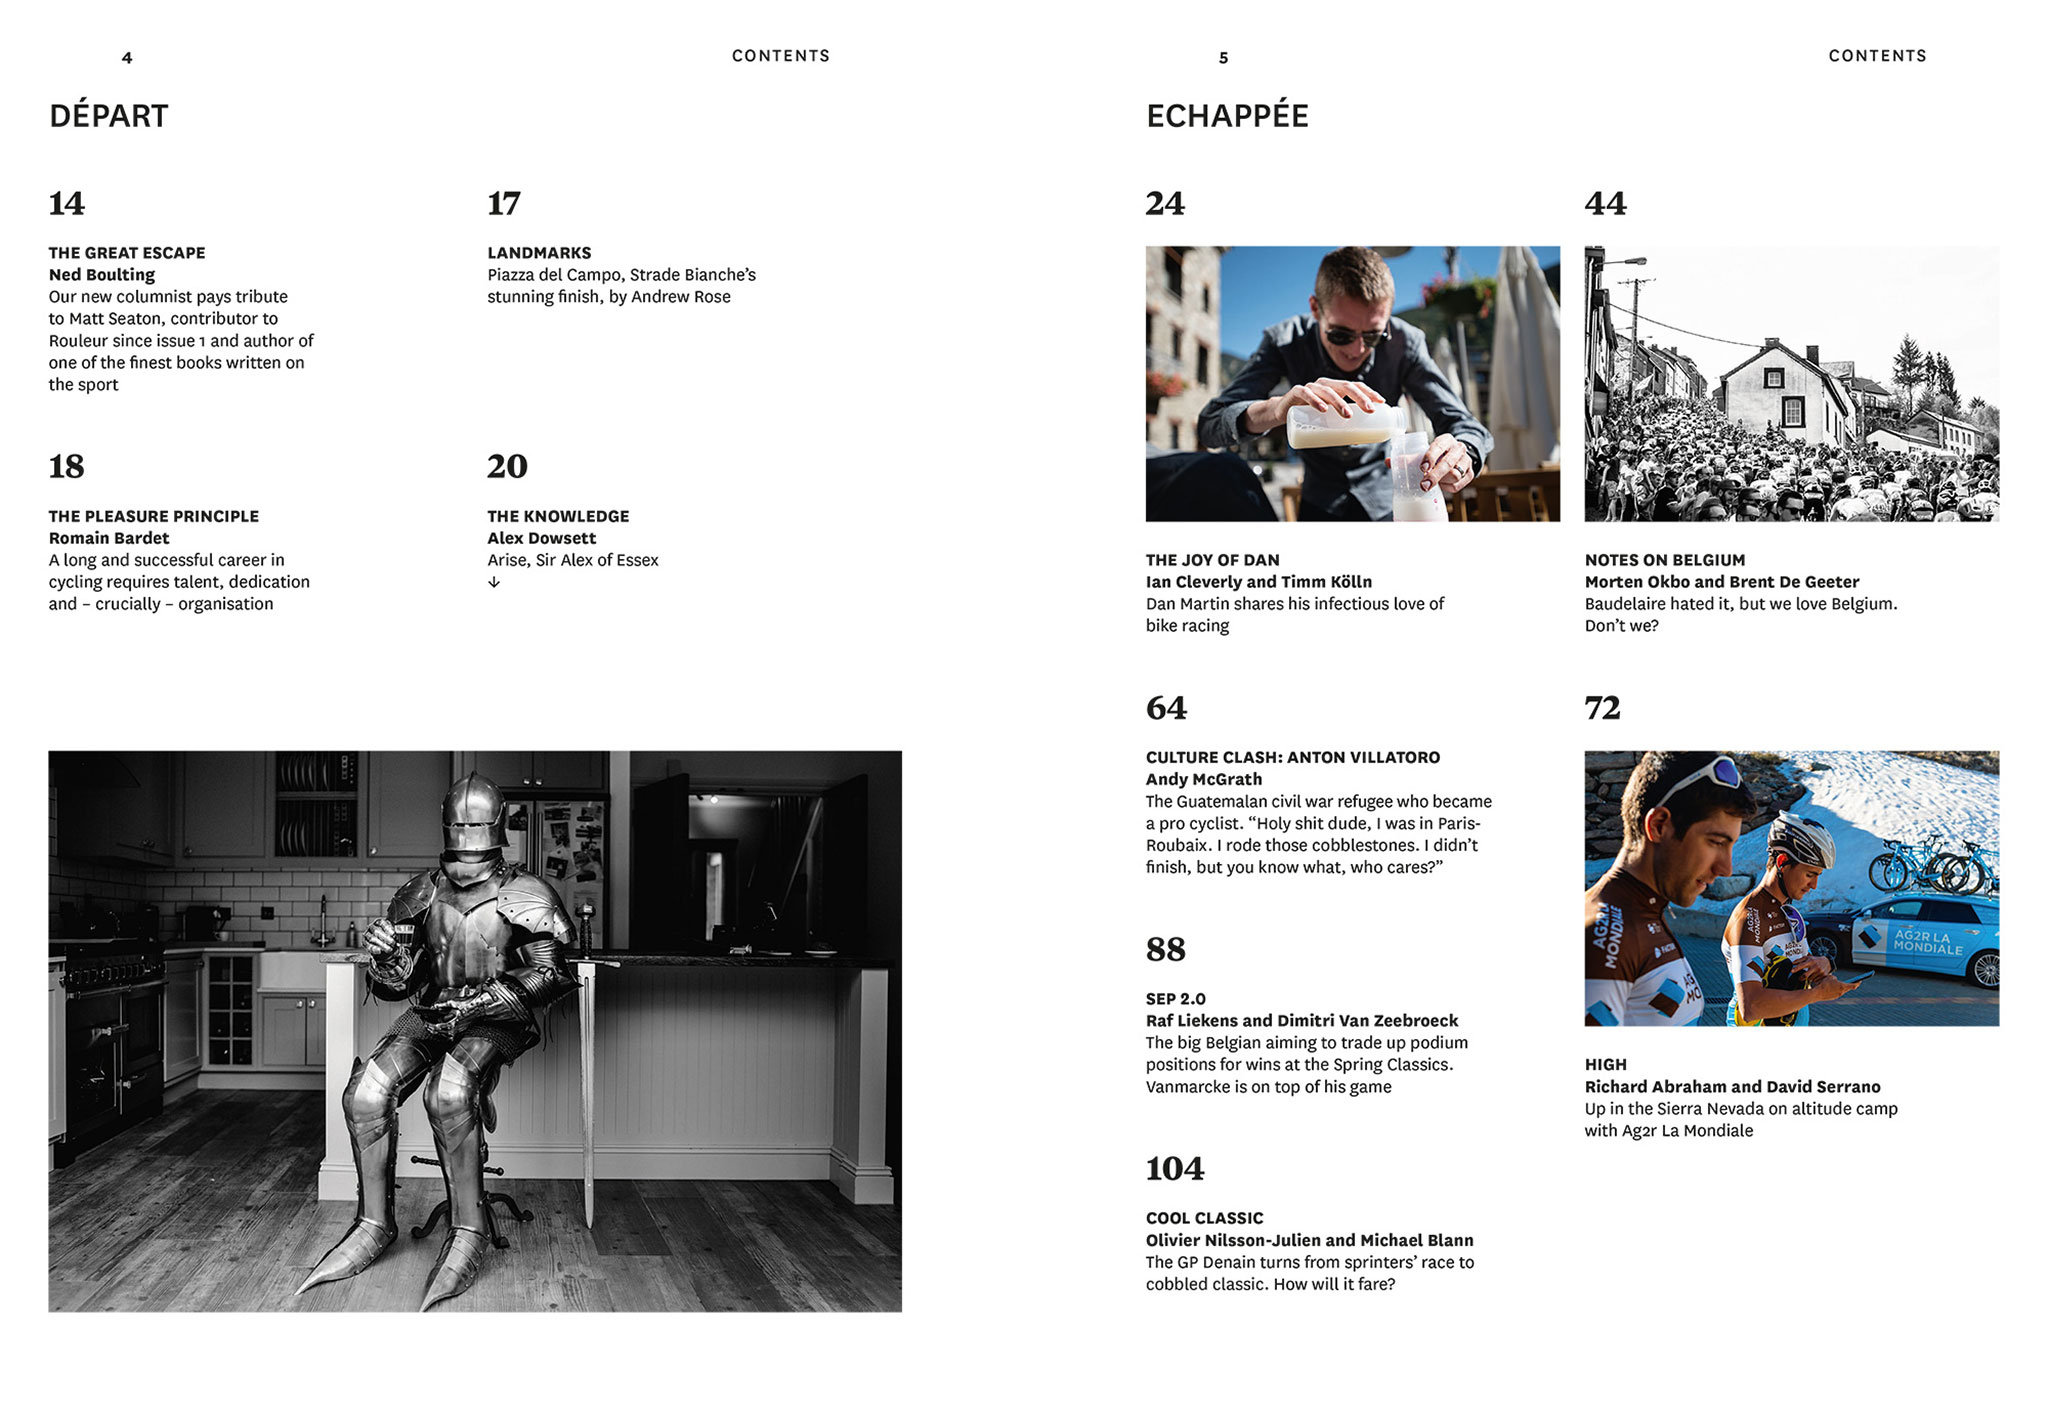 4
CONTENTS
DÉPART
14
THE GREAT ESCAPE
Ned Boulting
Our new columnist pays tribute
to Matt Seaton, contributor to
Rouleur since issue 1 and author of
one of the finest books written on
the sport
17
LANDMARKS
Piazza del Campo, Strade Bianche’s
stunning finish, by Andrew Rose
18
THE PLEASURE PRINCIPLE
Romain Bardet
A long and successful career in
cycling requires talent, dedication
and – crucially – organisation
20
THE KNOWLEDGE
Alex Dowsett
Arise, Sir Alex of Essex
↓
5
CONTENTS
ECHAPPÉE
24
THE JOY OF DAN
Ian Cleverly and Timm Kölln
Dan Martin shares his infectious love of
bike racing
44
NOTES ON BELGIUM
Morten Okbo and Brent De Geeter
Baudelaire hated it, but we love Belgium.
Don’t we?
64
CULTURE CLASH: ANTON VILLATORO
Andy McGrath
The Guatemalan civil war refugee who became
a pro cyclist. “Holy shit dude, I was in Paris-
Roubaix. I rode those cobblestones. I didn’t
finish, but you know what, who cares?”
72
AG2R LA
MONDIALE
AG2R LA
MONDIALE
HIGH
Richard Abraham and David Serrano
Up in the Sierra Nevada on altitude camp
with Ag2r La Mondiale
88
SEP 2.0
Raf Liekens and Dimitri Van Zeebroeck
The big Belgian aiming to trade up podium
positions for wins at the Spring Classics.
Vanmarcke is on top of his game
104
COOL CLASSIC
Olivier Nilsson-Julien and Michael Blann
The GP Denain turns from sprinters’ race to
cobbled classic. How will it fare?